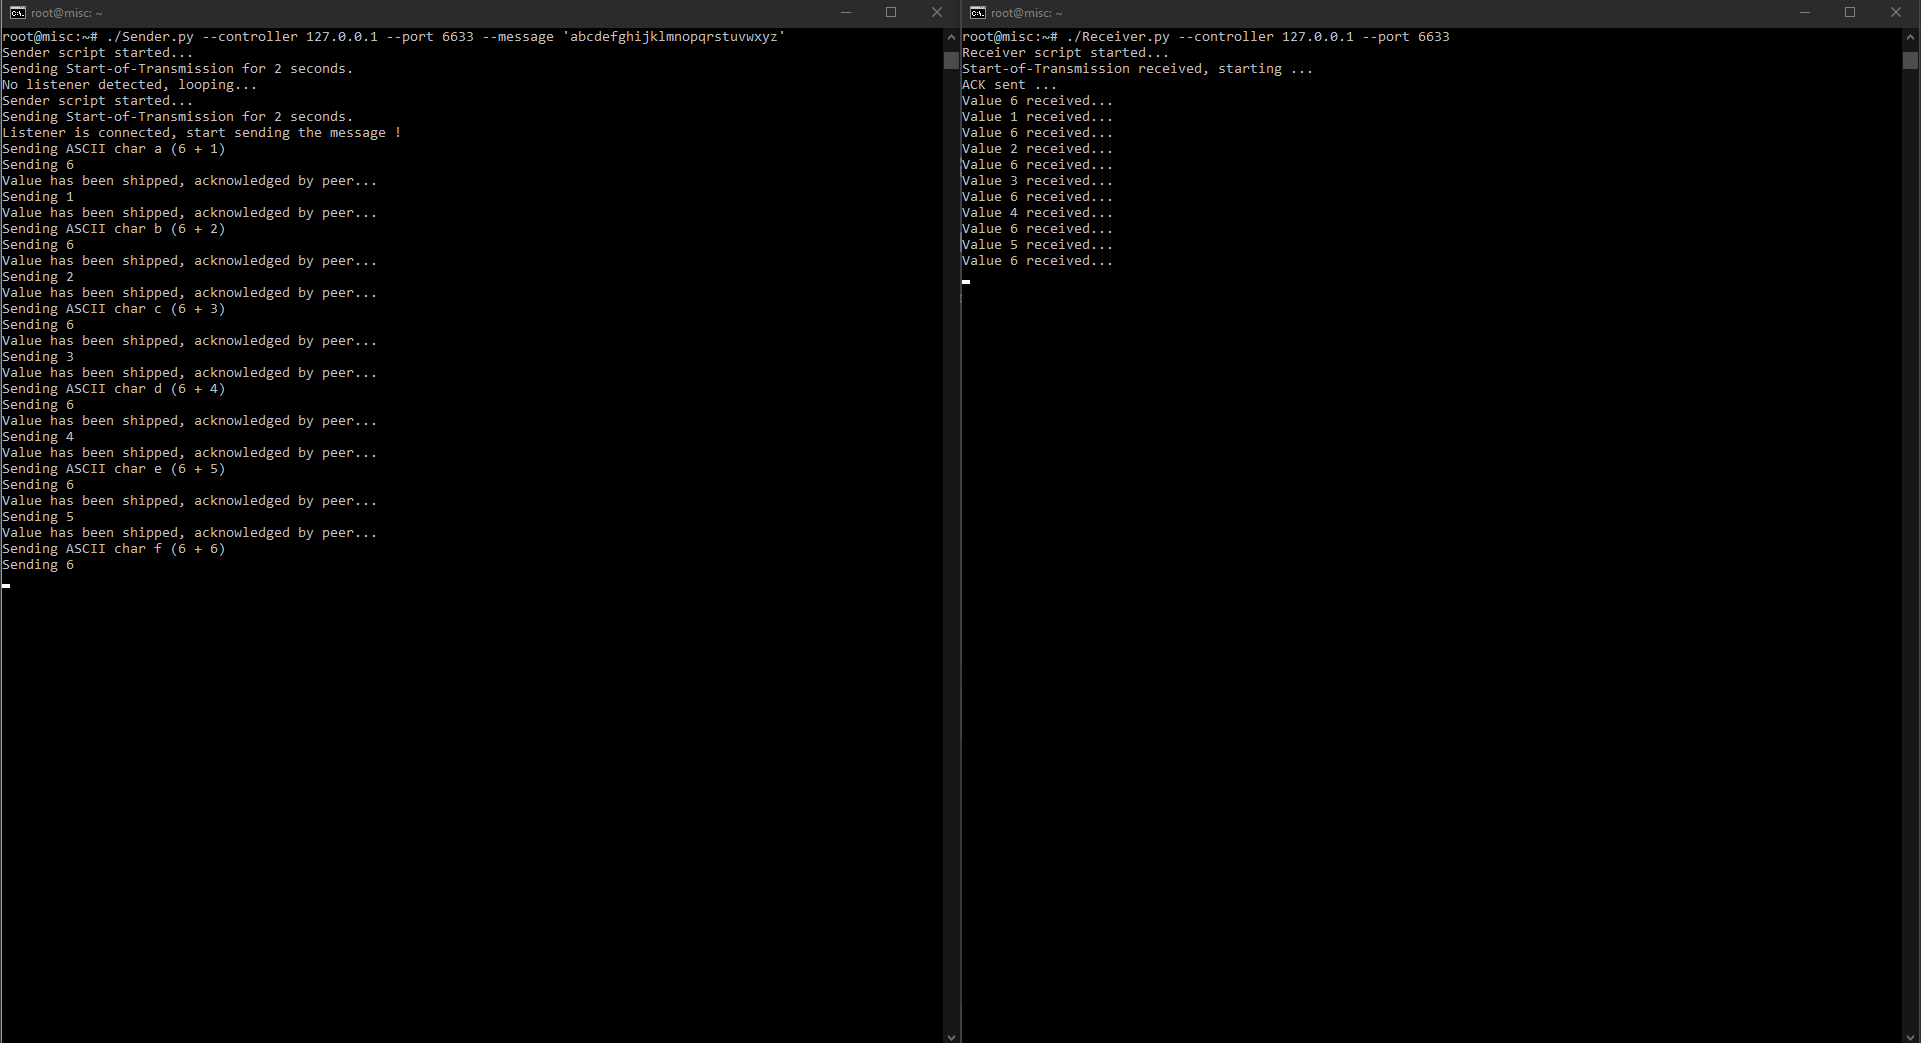 root@misc: ~
root@misc:~# ./Sender.py --controller 127.0.0.1 --port 6633 --message 'abcdefghijklmnopqrstuvwxyz'
Sender script started...
Sending Start-of-Transmission for 2 seconds.
No listener detected, looping...
Sender script started...
Sending Start-of-Transmission for 2 seconds.
Listener is connected, start sending the message !
Sending ASCII char a (6 + 1)
Sending 6
Value has been shipped, acknowledged by peer...
Sending 1
Value has been shipped, acknowledged by peer...
Sending ASCII char b (6 + 2)
Sending 6
Value has been shipped, acknowledged by peer...
Sending 2
Value has been shipped, acknowledged by peer...
Sending ASCII char c (6 + 3)
Sending 6
Value has been shipped, acknowledged by peer...
Sending 3
Value has been shipped, acknowledged by peer...
Sending ASCII char d (6 + 4)
Sending 6
Value has been shipped, acknowledged by peer...
Sending 4
Value has been shipped, acknowledged by peer...
Sending ASCII char e (6 + 5)
Sending 6
Value has been shipped, acknowledged by peer...
Sending 5
Value has been shipped, acknowledged by peer...
Sending ASCII char f (6 + 6)
Sending 6
root@misc: ~
root@misc:~# ./Receiver.py --controller 127.0.0.1 --port 6633
Receiver script started...
Start-of-Transmission received, starting ...
ACK sent ...
Value 6 received...
Value 1 received...
Value 6 received...
Value 2 received...
Value 6 received...
Value 3 received...
Value 6 received...
Value 4 received...
Value 6 received...
Value 5 received...
Value 6 received...